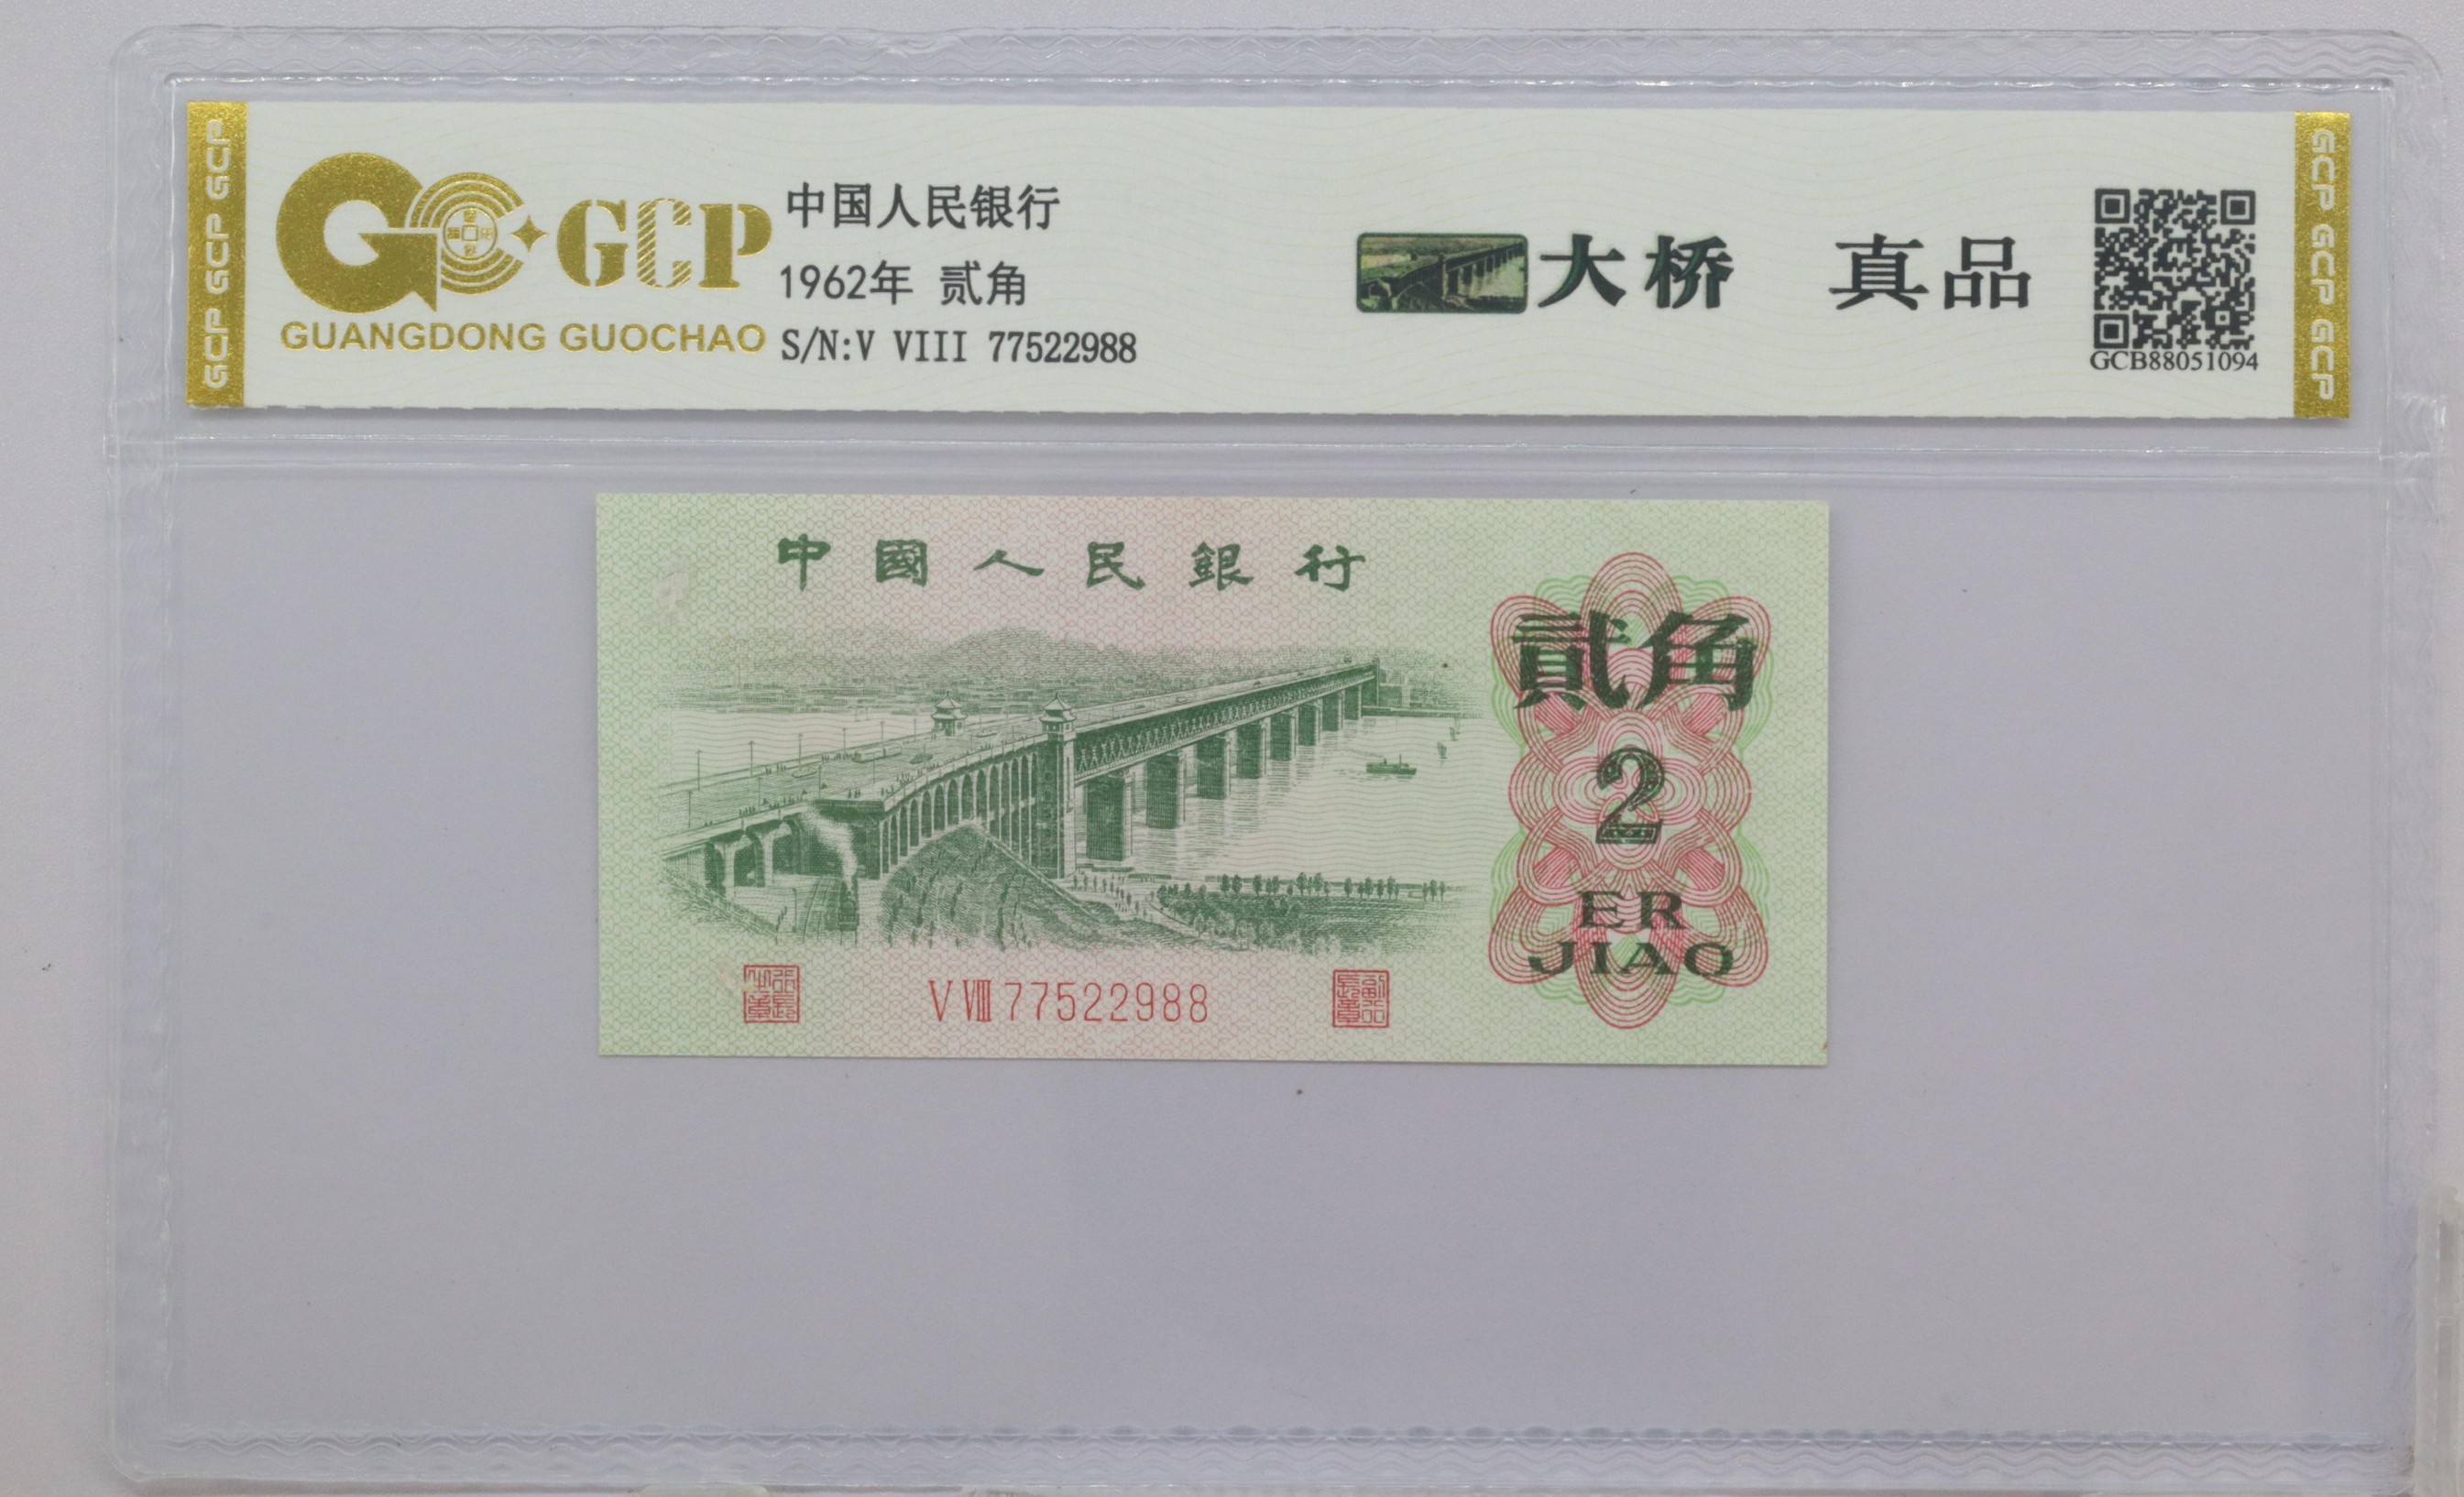 GCP GCP GCP
GCP
GUANGDONG GUOCHAO
中国人民银行
1962年 贰角
S/N:V VIII 77522988
大桥 真品
GCB88051094
GCP GCP GCP
中國人民銀行
貳角
2
ER
JIAO
V VIII 77522988